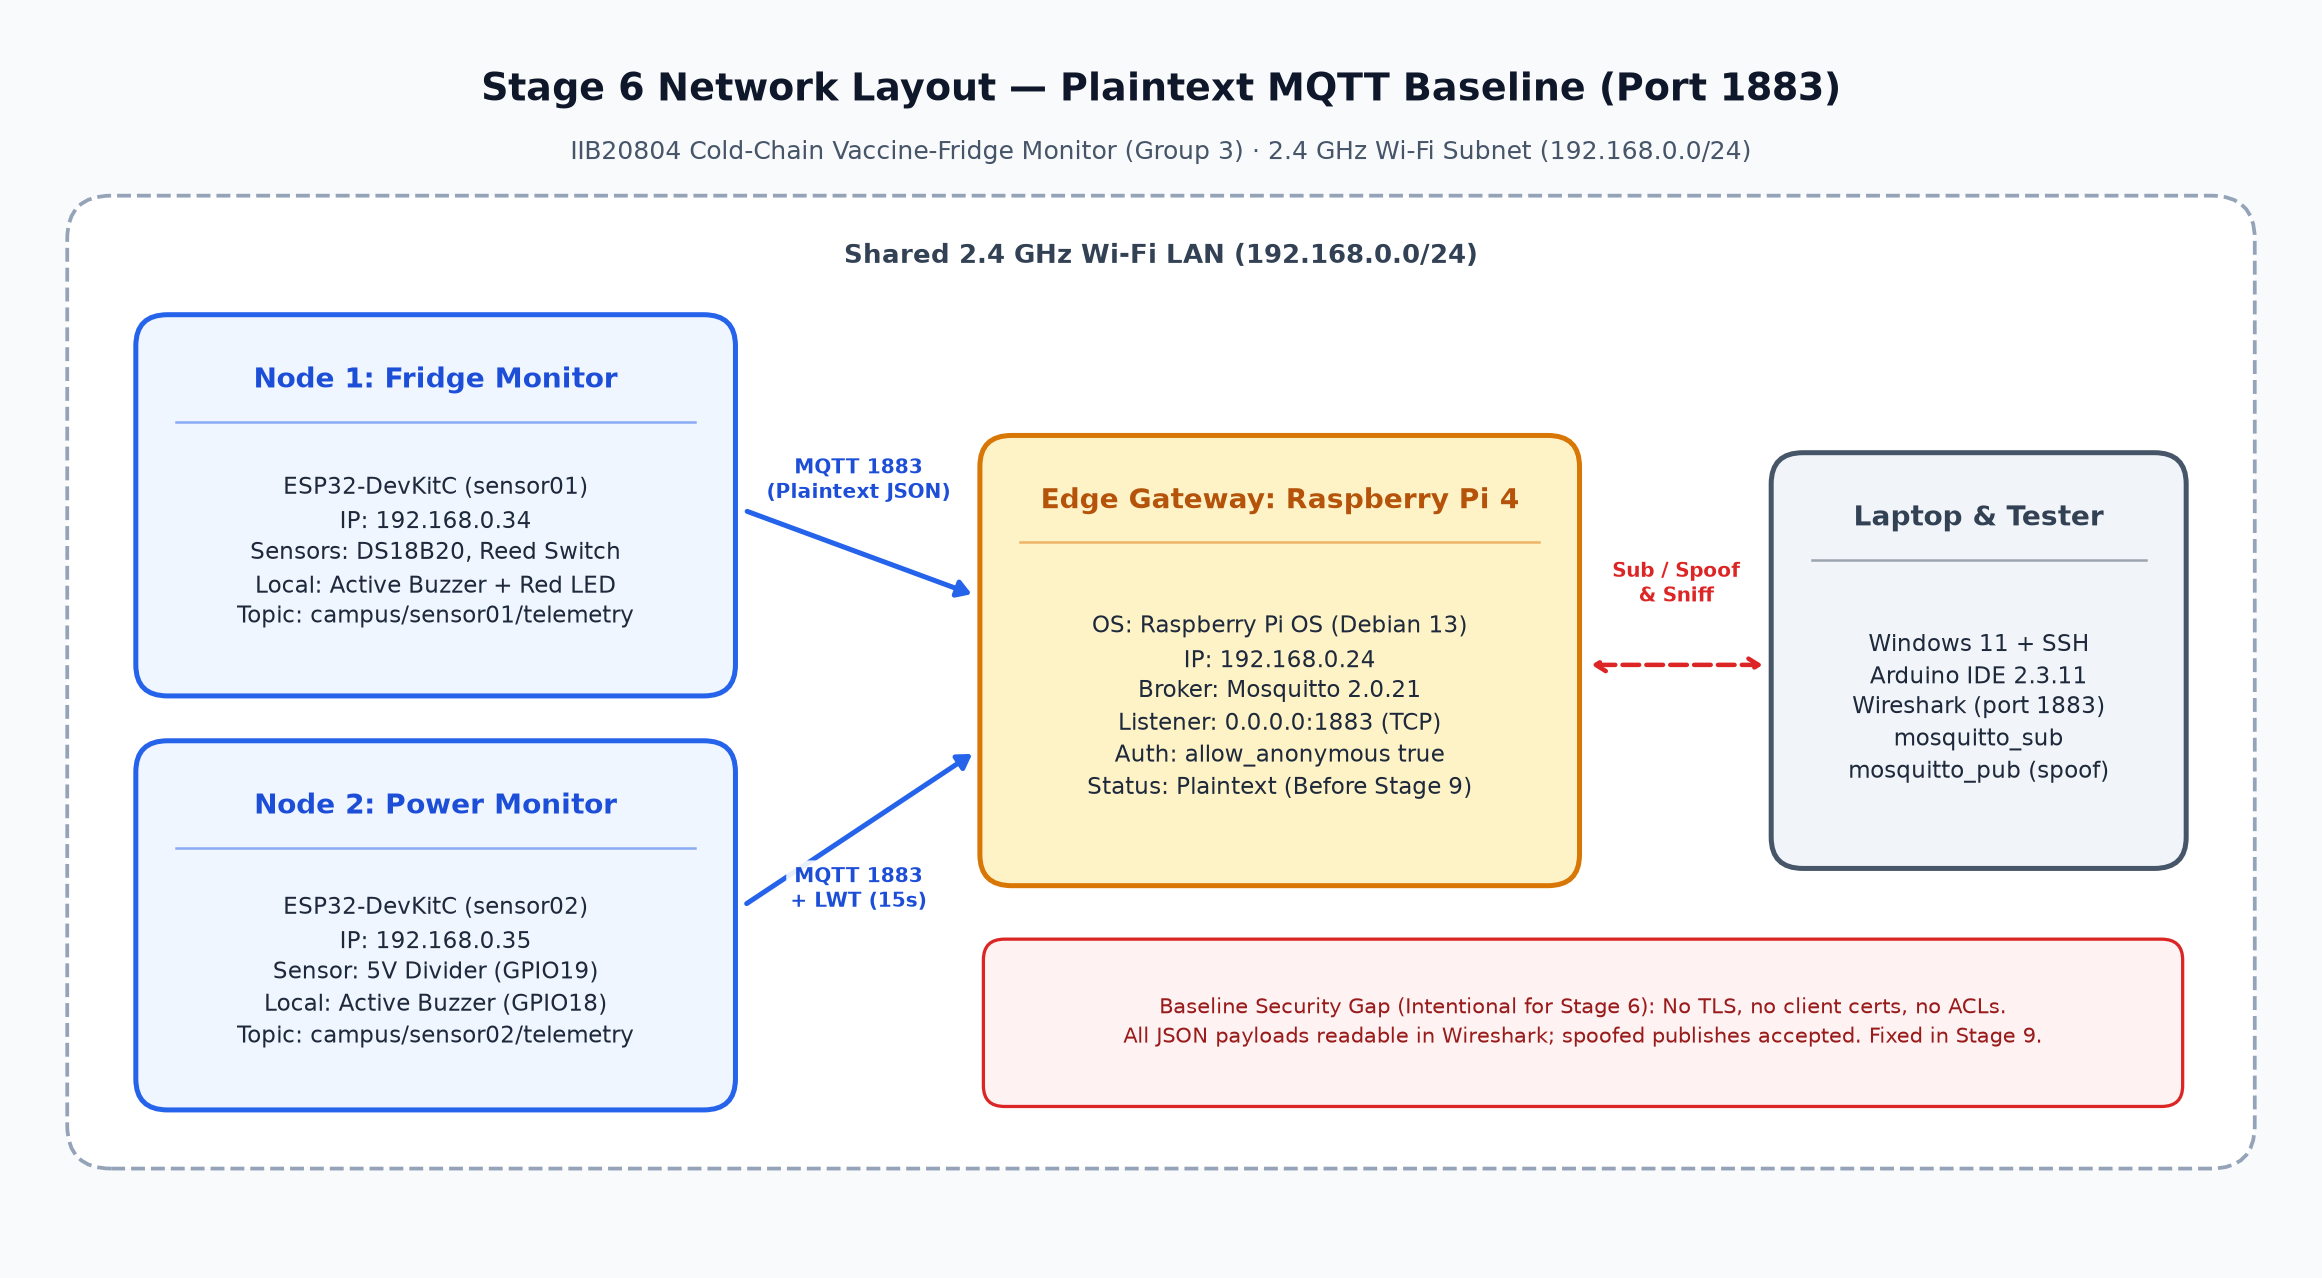 Stage 6 Network Layout — Plaintext MQTT Baseline (Port 1883)
IIB20804 Cold-Chain Vaccine-Fridge Monitor (Group 3) · 2.4 GHz Wi-Fi Subnet (192.168.0.0/24)
Shared 2.4 GHz Wi-Fi LAN (192.168.0.0/24)
Node 1: Fridge Monitor
ESP32-DevKitC (sensor01)
IP: 192.168.0.34
Sensors: DS18B20, Reed Switch
Local: Active Buzzer + Red LED
Topic: campus/sensor01/telemetry
MQTT 1883
(Plaintext JSON)
Node 2: Power Monitor
ESP32-DevKitC (sensor02)
IP: 192.168.0.35
Sensor: 5V Divider (GPIO19)
Local: Active Buzzer (GPIO18)
Topic: campus/sensor02/telemetry
MQTT 1883
+ LWT (15s)
Edge Gateway: Raspberry Pi 4
OS: Raspberry Pi OS (Debian 13)
IP: 192.168.0.24
Broker: Mosquitto 2.0.21
Listener: 0.0.0.0:1883 (TCP)
Auth: allow_anonymous true
Status: Plaintext (Before Stage 9)
Sub / Spoof
& Sniff
Laptop & Tester
Windows 11 + SSH
Arduino IDE 2.3.11
Wireshark (port 1883)
mosquitto_sub
mosquitto_pub (spoof)
Baseline Security Gap (Intentional for Stage 6): No TLS, no client certs, no ACLs.
All JSON payloads readable in Wireshark; spoofed publishes accepted. Fixed in Stage 9.